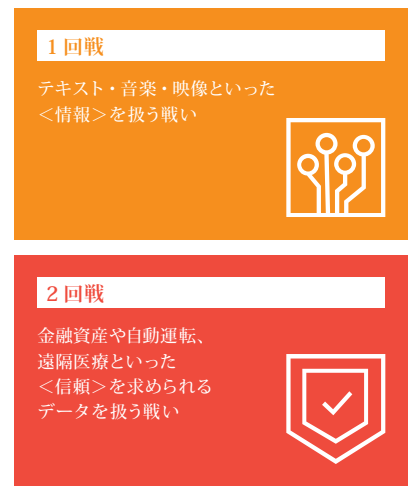 1回戦
テキスト・音楽・映像といった
＜情報＞を扱う戦い
2回戦
金融資産や自動運転、
遠隔医療といった
＜信頼＞を求められる
データを扱う戦い